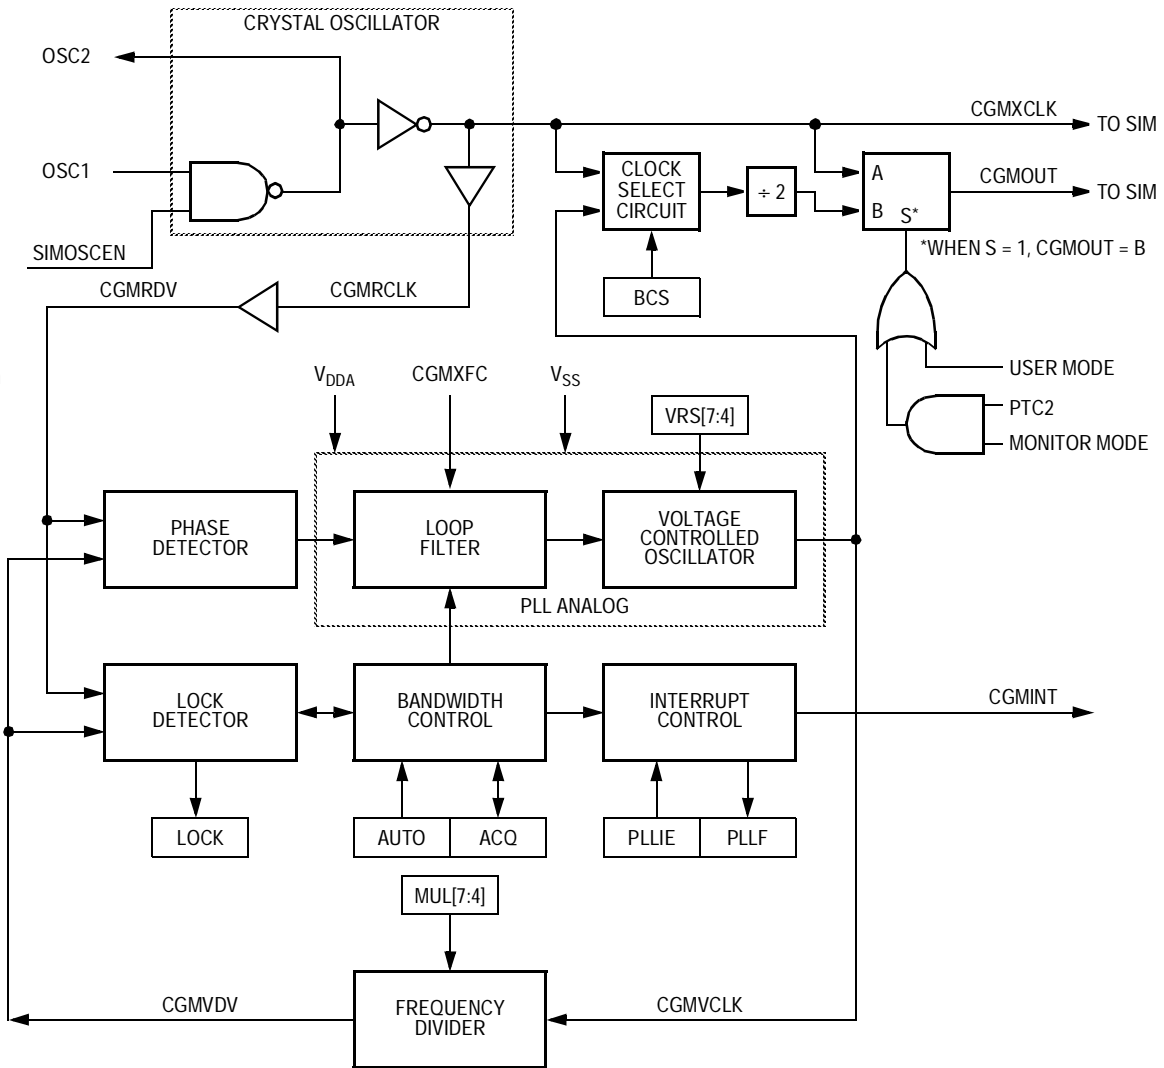 CRYSTAL OSCILLATOR
OSC2
CGMXCLK
TO SIM
OSC1
CLOCK
SELECT
CIRCUIT
÷ 2
A
B
S*
CGMOUT
TO SIM
*WHEN S = 1, CGMOUT = B
SIMOSCEN
CGMRDV
CGMRCLK
BCS
USER MODE
PTC2
MONITOR MODE
VDDA
CGMXFC
VSS
VRS[7:4]
PHASE
DETECTOR
LOOP
FILTER
VOLTAGE
CONTROLLED
OSCILLATOR
PLL ANALOG
LOCK
DETECTOR
BANDWIDTH
CONTROL
INTERRUPT
CONTROL
CGMINT
LOCK
AUTO
ACQ
PLLIE
PLLF
MUL[7:4]
CGMVDV
FREQUENCY
DIVIDER
CGMVCLK